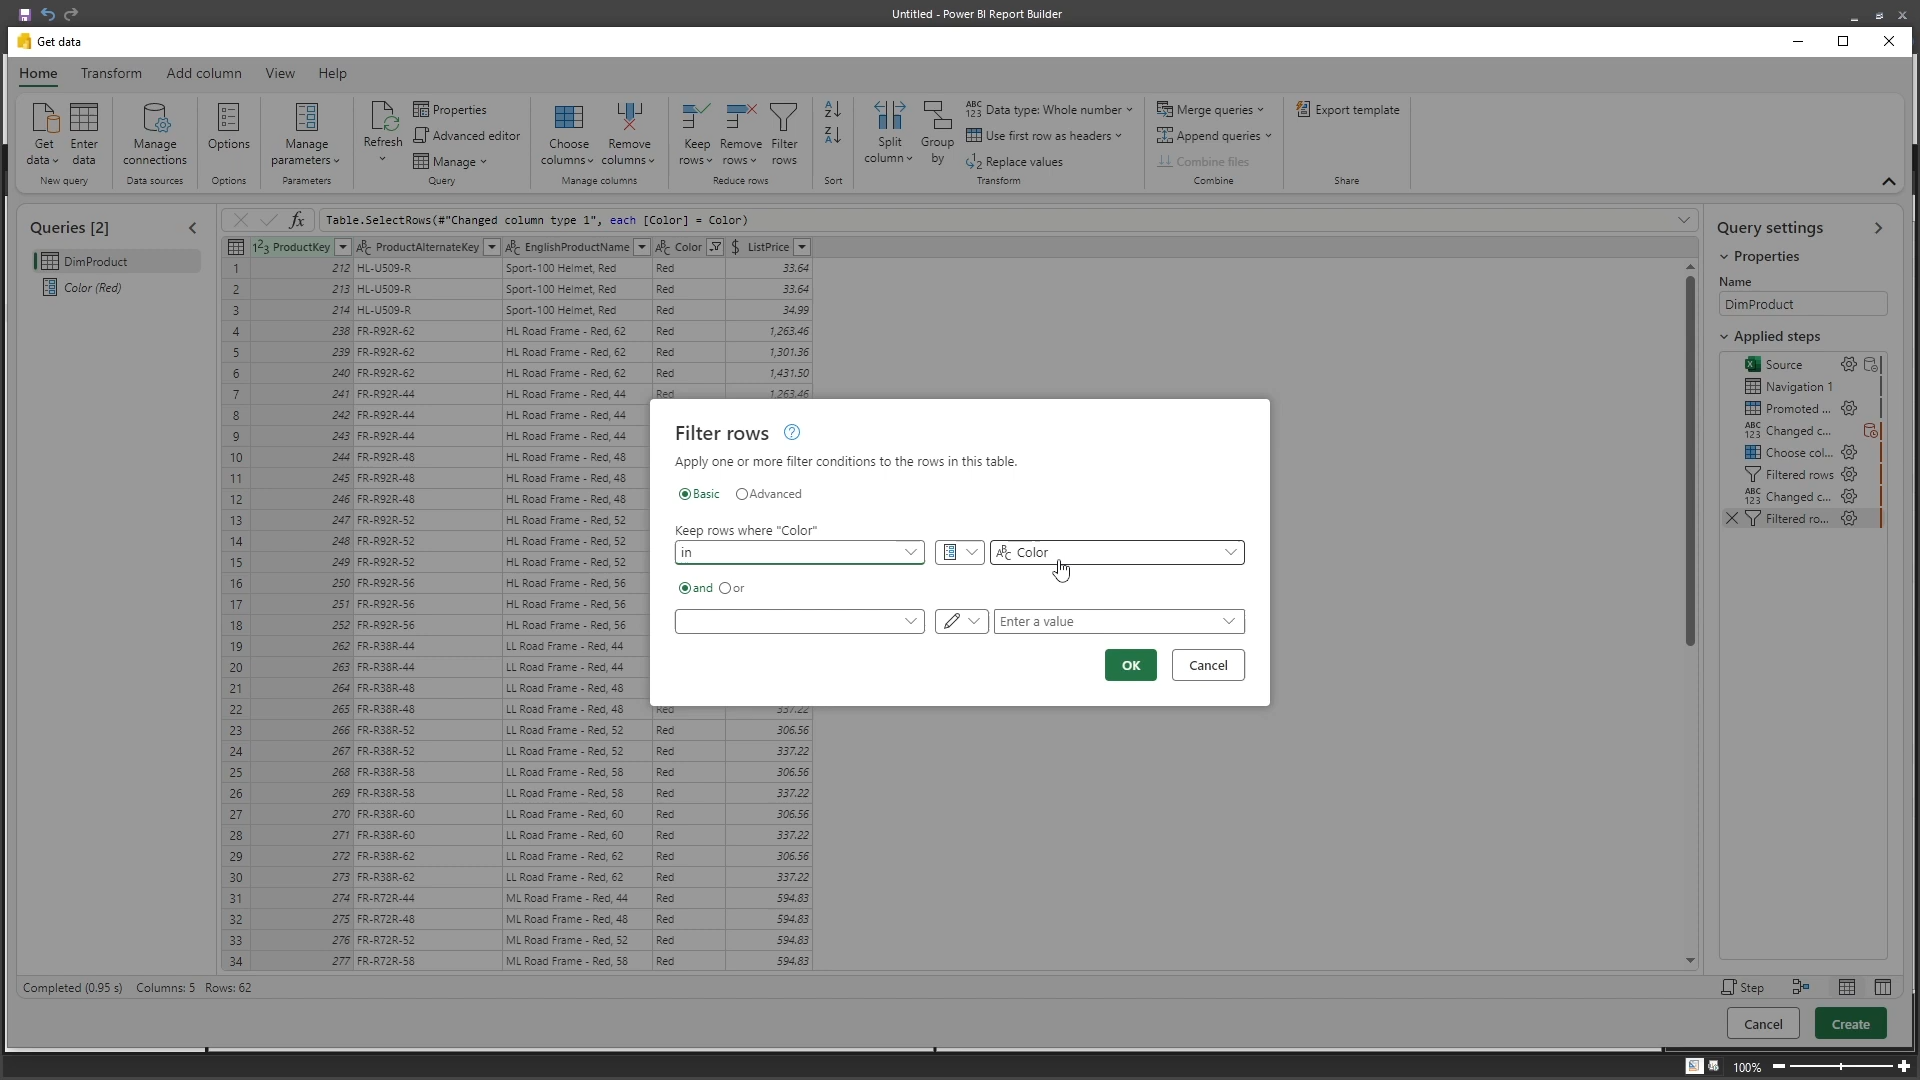 Untitled - Power BI Report Builder
Get data
Home Transform Add column View Help
Get data Enter data
New query
Manage connections
Data sources
Options
Options
Manage parameters
Parameters
Refresh
Properties
Advanced editor
Manage
Query
Choose columns Remove columns
Manage columns
Keep rows Remove rows Filter rows
Reduce rows
Sort
Split column Group by
Data type: Whole number
Use first row as headers
Replace values
Transform
Merge queries
Append queries
Combine files
Combine
Export template
Share
Queries [2]
DimProduct
Color (Red)
fx Table.SelectRows(#"Changed column type 1", each [Color] = Color)
ProductKey ProductAlternateKey EnglishProductName Color $ ListPrice
1 212 HL-U509-R Sport-100 Helmet, Red Red 33.64
2 213 HL-U509-R Sport-100 Helmet, Red Red 33.64
3 214 HL-U509-R Sport-100 Helmet, Red Red 34.99
4 238 FR-R92R-62 HL Road Frame - Red, 62 Red 1,263.46
5 239 FR-R92R-62 HL Road Frame - Red, 62 Red 1,301.36
6 240 FR-R92R-62 HL Road Frame - Red, 62 Red 1,431.50
7 241 FR-R92R-44 HL Road Frame - Red, 44 Red 1,263.46
8 242 FR-R92R-44 HL Road Frame - Red, 44
9 243 FR-R92R-44 HL Road Frame - Red, 44
10 244 FR-R92R-48 HL Road Frame - Red, 48
11 245 FR-R92R-48 HL Road Frame - Red, 48
12 246 FR-R92R-48 HL Road Frame - Red, 48
13 247 FR-R92R-52 HL Road Frame - Red, 52
14 248 FR-R92R-52 HL Road Frame - Red, 52
15 249 FR-R92R-52 HL Road Frame - Red, 52
16 250 FR-R92R-56 HL Road Frame - Red, 56
17 251 FR-R92R-56 HL Road Frame - Red, 56
18 252 FR-R92R-56 HL Road Frame - Red, 56
19 262 FR-R38R-44 LL Road Frame - Red, 44
20 263 FR-R38R-44 LL Road Frame - Red, 44
21 264 FR-R38R-48 LL Road Frame - Red, 48
22 265 FR-R38R-48 LL Road Frame - Red, 48 Red 337.22
23 266 FR-R38R-52 LL Road Frame - Red, 52 Red 306.56
24 267 FR-R38R-52 LL Road Frame - Red, 52 Red 337.22
25 268 FR-R38R-58 LL Road Frame - Red, 58 Red 306.56
26 269 FR-R38R-58 LL Road Frame - Red, 58 Red 337.22
27 270 FR-R38R-60 LL Road Frame - Red, 60 Red 306.56
28 271 FR-R38R-60 LL Road Frame - Red, 60 Red 337.22
29 272 FR-R38R-62 LL Road Frame - Red, 62 Red 306.56
30 273 FR-R38R-62 LL Road Frame - Red, 62 Red 337.22
31 274 FR-R72R-44 ML Road Frame - Red, 44 Red 594.83
32 275 FR-R72R-48 ML Road Frame - Red, 48 Red 594.83
33 276 FR-R72R-52 ML Road Frame - Red, 52 Red 594.83
34 277 FR-R72R-58 ML Road Frame - Red, 58 Red 594.83
Filter rows
Apply one or more filter conditions to the rows in this table.
Basic Advanced
Keep rows where "Color"
in Color
and or
Enter a value
OK Cancel
Query settings
Properties
Name
DimProduct
Applied steps
Source
Navigation 1
Promoted ...
Changed c...
Choose col...
Filtered rows
Changed c...
Filtered ro...
Completed (0.95 s) Columns: 5 Rows: 62
Step
Cancel Create
100%